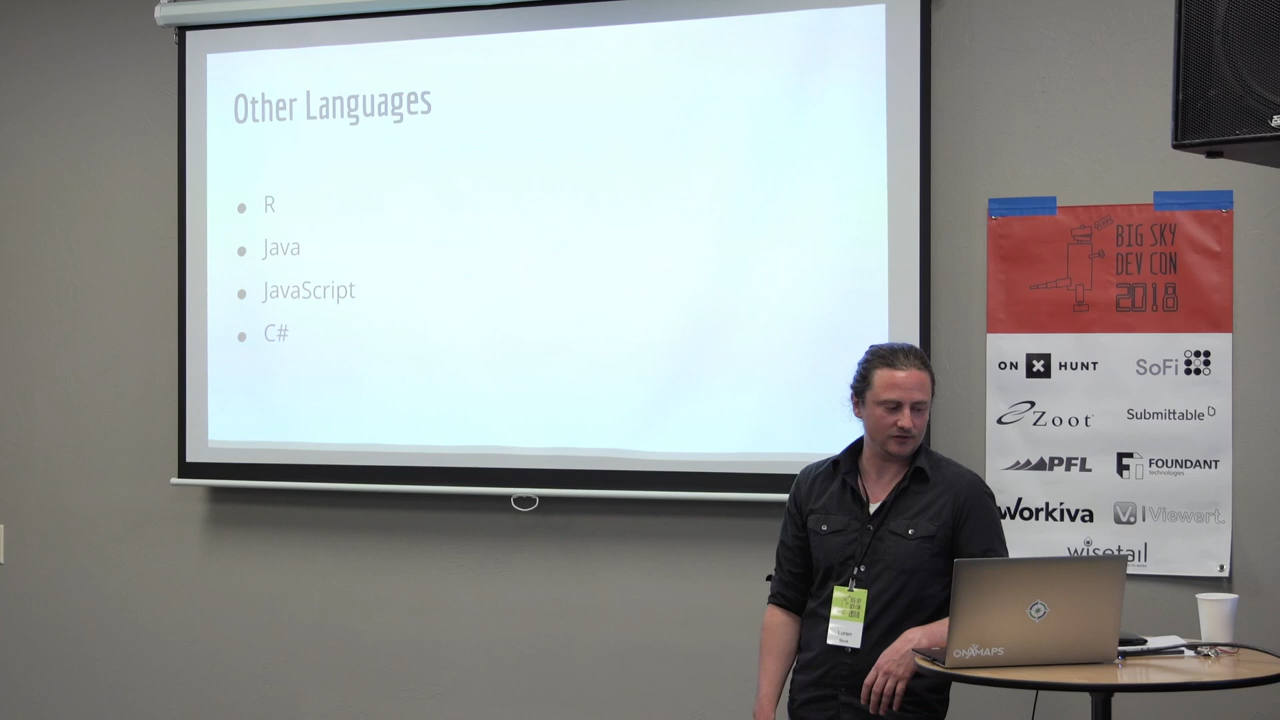 Other Languages
R
Java
JavaScript
C#
BIG SKY
DEV CON
2018
ON X HUNT
SoFi
Zoot
Submittable
PFL
FOUNDANT
technologies
Workiva
V. I Viewert.
wisetail
Loren
ONXMAPS